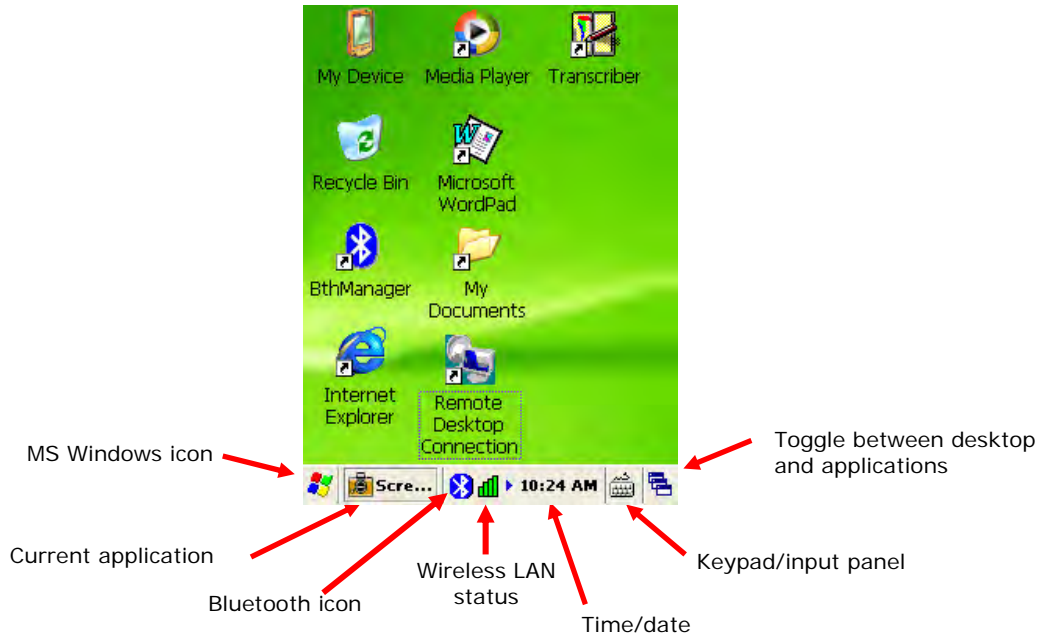 My Device Media Player Transcriber
Recycle Bin Microsoft
WordPad
BthManager My
Documents
Internet
Explorer
Remote
Desktop
Connection
MS Windows icon
Toggle between desktop
and applications
Scre... 10:24 AM
Current application
Bluetooth icon
Wireless LAN
status
Time/date
Keypad/input panel